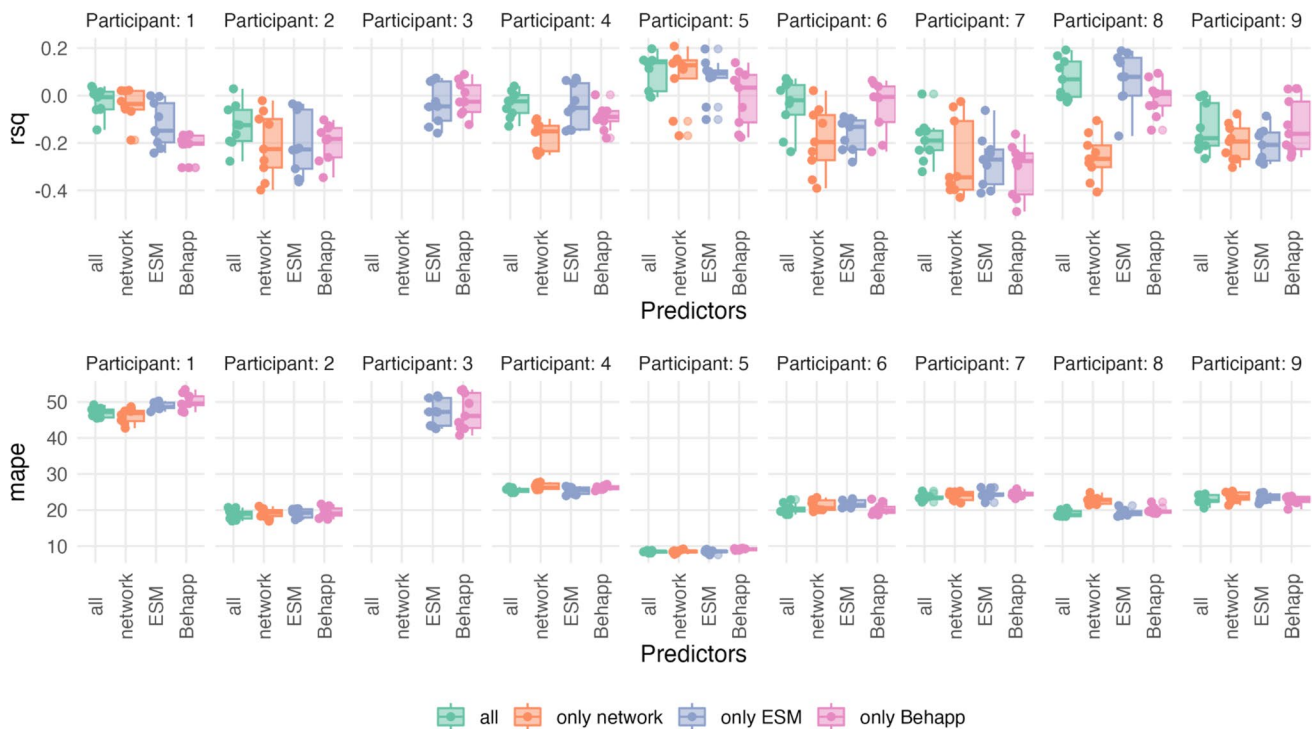 Participant: 1 Participant: 2 Participant: 3 Participant: 4 Participant: 5 Participant: 6 Participant: 7 Participant: 8 Participant: 9
rsq
0.2
0.0
-0.2
-0.4
all network ESM Behapp all network ESM Behapp all network ESM Behapp all network ESM Behapp all network ESM Behapp all network ESM Behapp all network ESM Behapp all network ESM Behapp all network ESM Behapp
Predictors
Participant: 1 Participant: 2 Participant: 3 Participant: 4 Participant: 5 Participant: 6 Participant: 7 Participant: 8 Participant: 9
mape
50
40
30
20
10
all network ESM Behapp all network ESM Behapp all network ESM Behapp all network ESM Behapp all network ESM Behapp all network ESM Behapp all network ESM Behapp all network ESM Behapp all network ESM Behapp
Predictors
all only network only ESM only Behapp